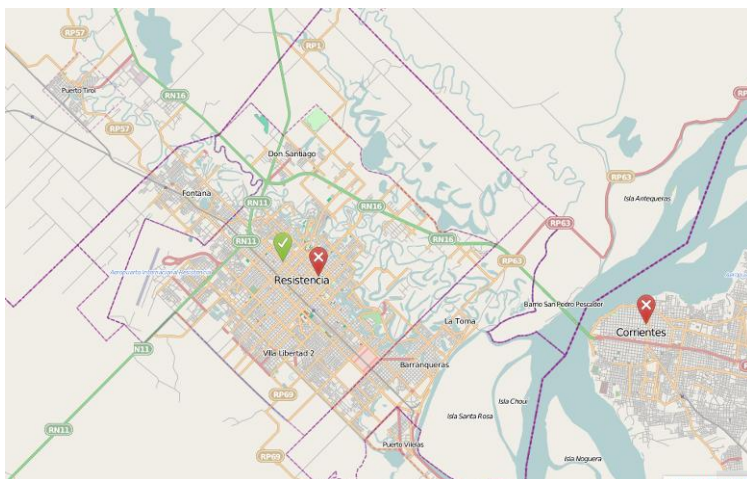 RP57
RP1
RP
Puerto Tirol
RN16
RP57
Don Santiago
RP63
Fontana
Isla Antequeras
RN11
RN16
RP63
RN11
RN16
RP63
Aeropuerto Internacional Resistencia
Resistencia
Barrio San Pedro Pescador
La Toma
Corrientes
RN11
Villa Libertad 2
Barranqueras
RP69
Isla Choui
Isla Santa Rosa
RN11
Puerto Vilelas
RP69
Isla Noguera